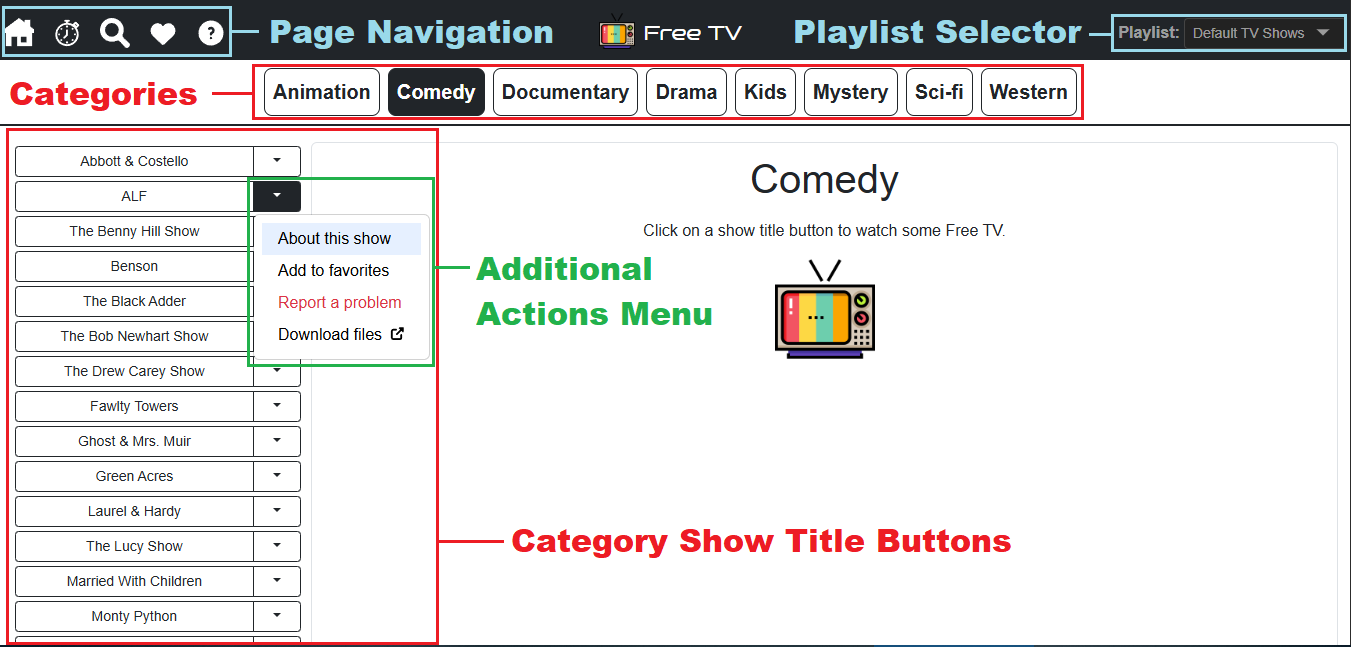 Page Navigation
Free TV
Playlist Selector
Playlist: Default TV Shows
Categories
Animation
Comedy
Documentary
Drama
Kids
Mystery
Sci-fi
Western
Abbott & Costello
ALF
The Benny Hill Show
Benson
The Black Adder
The Bob Newhart Show
The Drew Carey Show
Fawlty Towers
Ghost & Mrs. Muir
Green Acres
Laurel & Hardy
The Lucy Show
Married With Children
Monty Python
About this show
Add to favorites
Report a problem
Download files
Additional
Actions Menu
Comedy
Click on a show title button to watch some Free TV.
Category Show Title Buttons